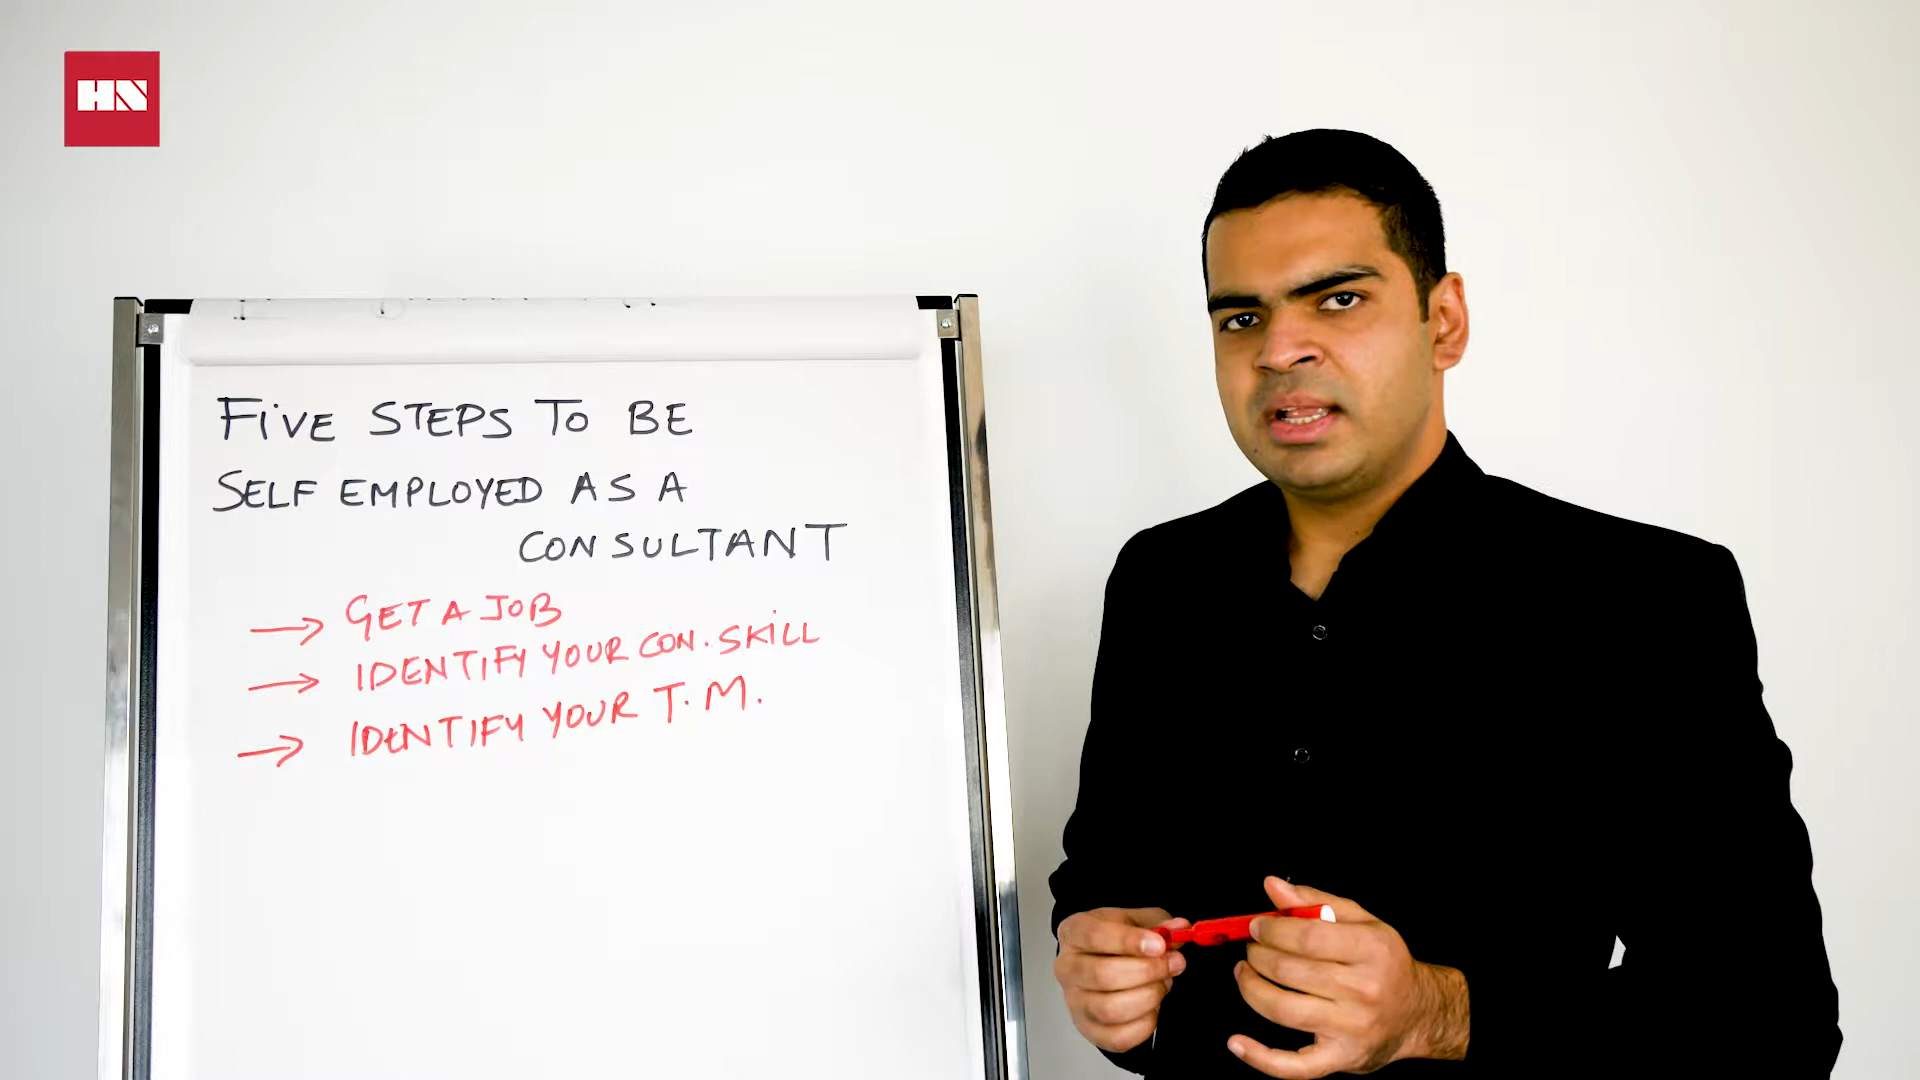 HN
FIVE STEPS TO BE
SELF EMPLOYED AS A
CONSULTANT
→ GET A JOB
→ IDENTIFY YOUR CON. SKILL
→ IDENTIFY YOUR T.M.